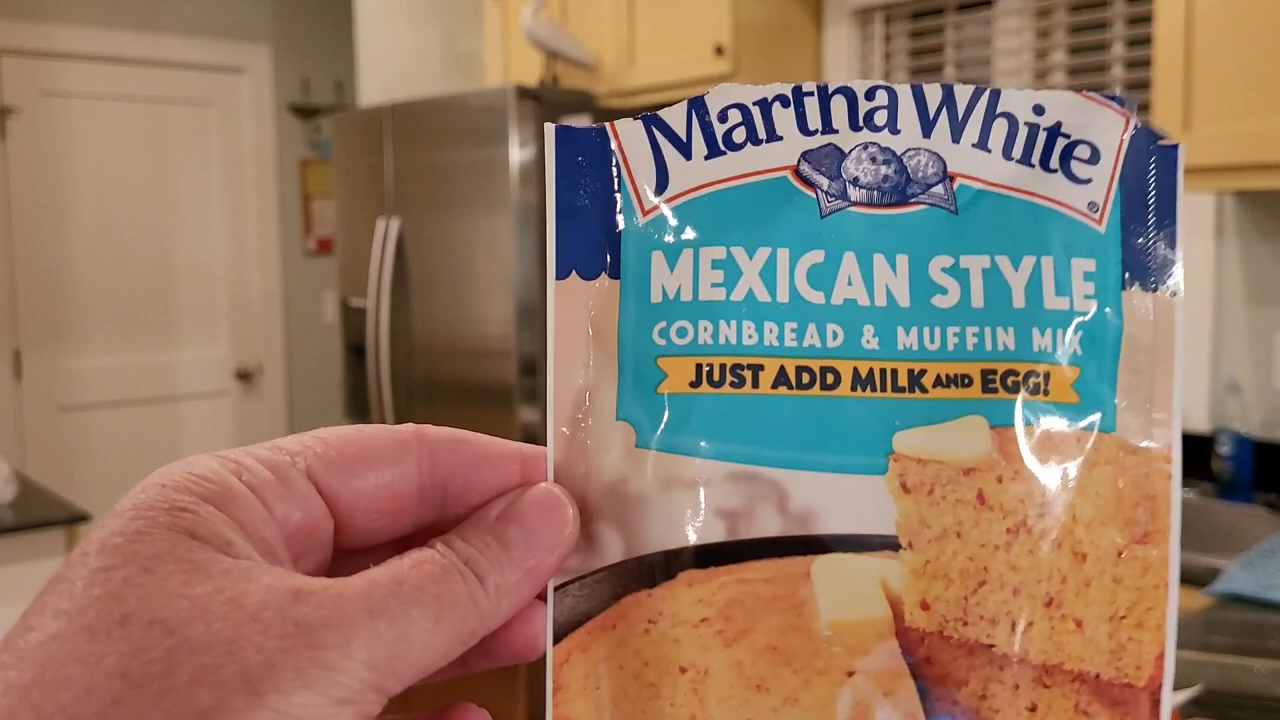 Martha White
®
MEXICAN STYLE
CORNBREAD & MUFFIN MIX
JUST ADD MILK AND EGG!